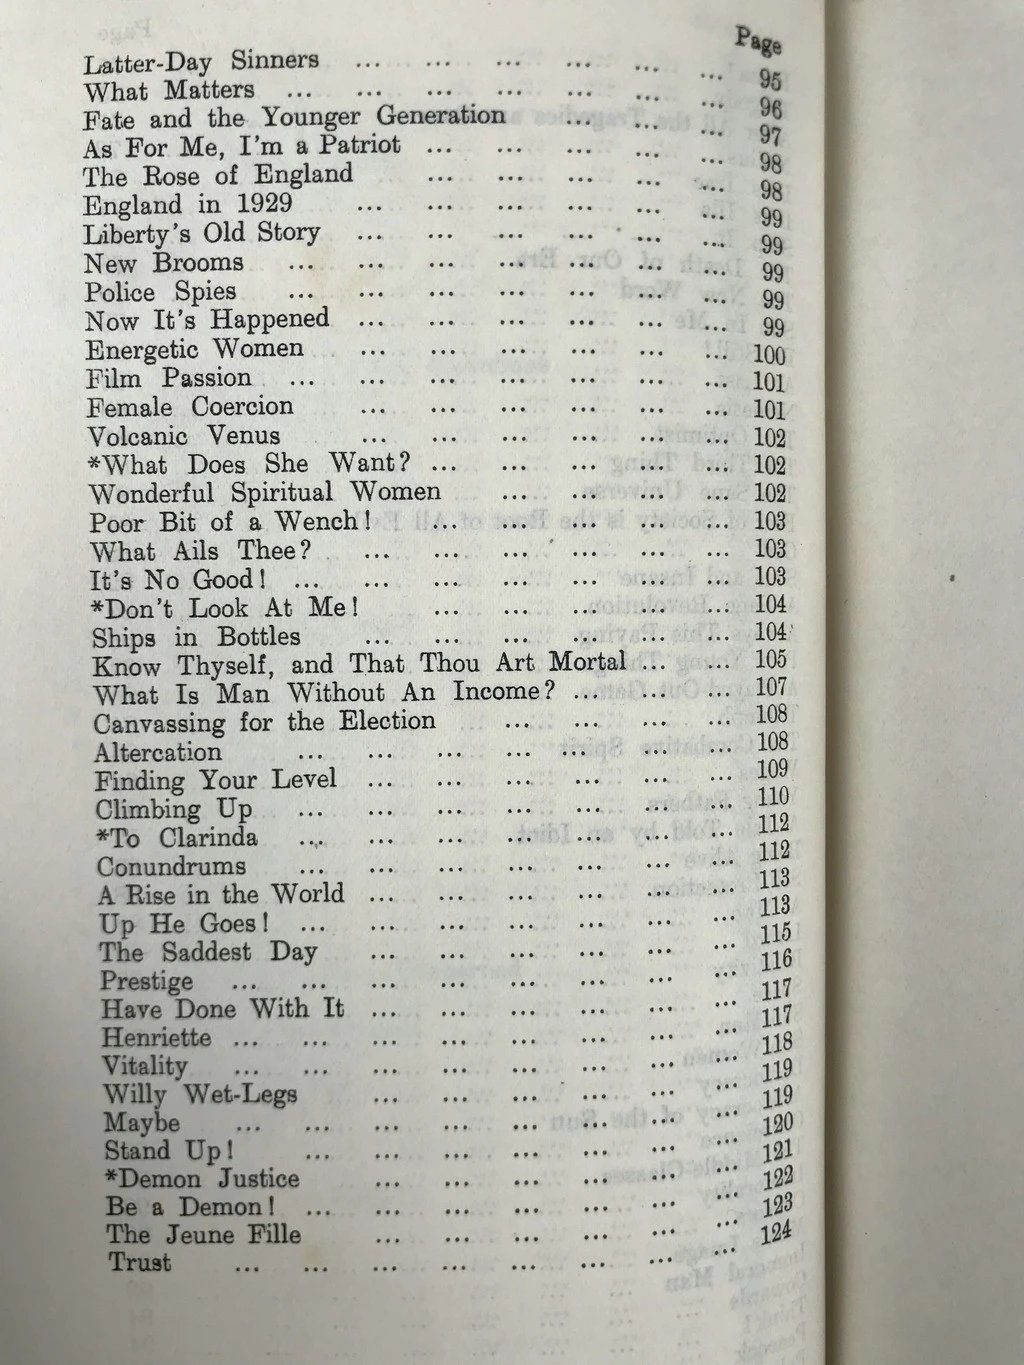 Page
Latter-Day Sinners ... ... ... ... ... ... 95
What Matters ... ... ... ... ... ... ... 96
Fate and the Younger Generation ... ... ... 97
As For Me, I'm a Patriot ... ... ... ... ... 98
The Rose of England ... ... ... ... ... 98
England in 1929 ... ... ... ... ... ... 99
Liberty's Old Story ... ... ... ... ... ... 99
New Brooms ... ... ... ... ... ... ... 99
Police Spies ... ... ... ... ... ... ... 99
Now It's Happened ... ... ... ... ... ... 99
Energetic Women ... ... ... ... ... ... 100
Film Passion ... ... ... ... ... ... ... 101
Female Coercion ... ... ... ... ... ... 101
Volcanic Venus ... ... ... ... ... ... 102
*What Does She Want? ... ... ... ... ... 102
Wonderful Spiritual Women ... ... ... ... 102
Poor Bit of a Wench! ... ... ... ... ... 103
What Ails Thee? ... ... ... ... ... ... 103
It's No Good! ... ... ... ... ... ... ... 103
*Don't Look At Me! ... ... ... ... ... 104
Ships in Bottles ... ... ... ... ... ... 104
Know Thyself, and That Thou Art Mortal ... ... 105
What Is Man Without An Income? ... ... ... 107
Canvassing for the Election ... ... ... ... 108
Altercation ... ... ... ... ... ... ... 108
Finding Your Level ... ... ... ... ... ... 109
Climbing Up ... ... ... ... ... ... ... 110
*To Clarinda ... ... ... ... ... ... ... 112
Conundrums ... ... ... ... ... ... ... 112
A Rise in the World ... ... ... ... ... ... 113
Up He Goes! ... ... ... ... ... ... ... 113
The Saddest Day ... ... ... ... ... ... 115
Prestige ... ... ... ... ... ... ... ... 116
Have Done With It ... ... ... ... ... ... 117
Henriette ... ... ... ... ... ... ... ... 117
Vitality ... ... ... ... ... ... ... ... 118
Willy Wet-Legs ... ... ... ... ... ... 119
Maybe ... ... ... ... ... ... ... ... 119
Stand Up! ... ... ... ... ... ... ... 120
*Demon Justice ... ... ... ... ... ... 121
Be a Demon! ... ... ... ... ... ... ... 122
The Jeune Fille ... ... ... ... ... ... 123
Trust ... ... ... ... ... ... ... ... 124